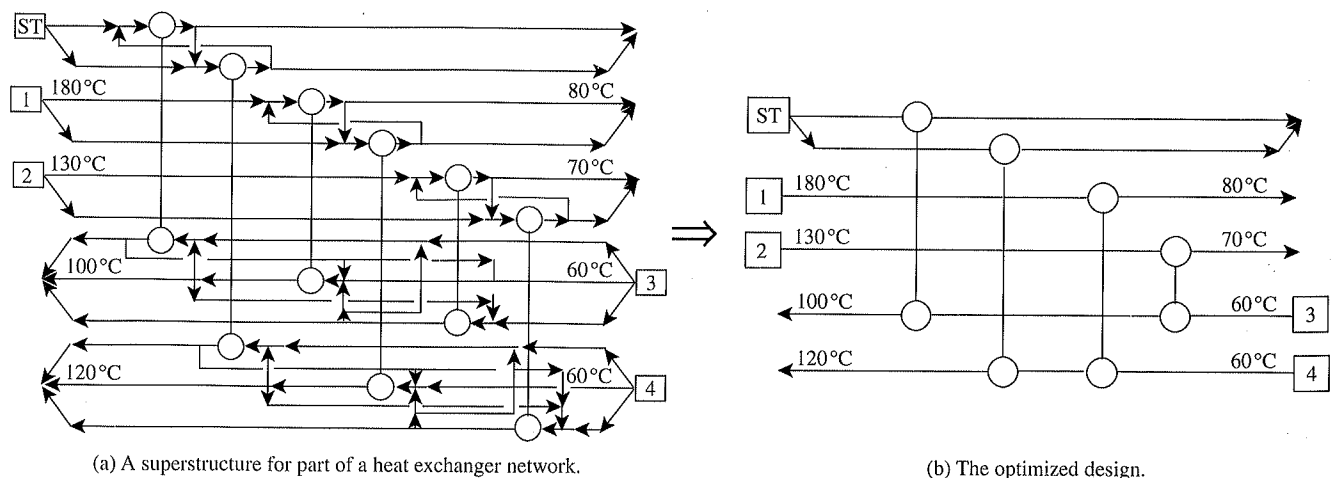 ST
1
180°C
80°C
2
130°C
70°C
100°C
60°C
3
120°C
60°C
4
(a) A superstructure for part of a heat exchanger network.
ST
1
180°C
80°C
2
130°C
70°C
100°C
60°C
3
120°C
60°C
4
(b) The optimized design.